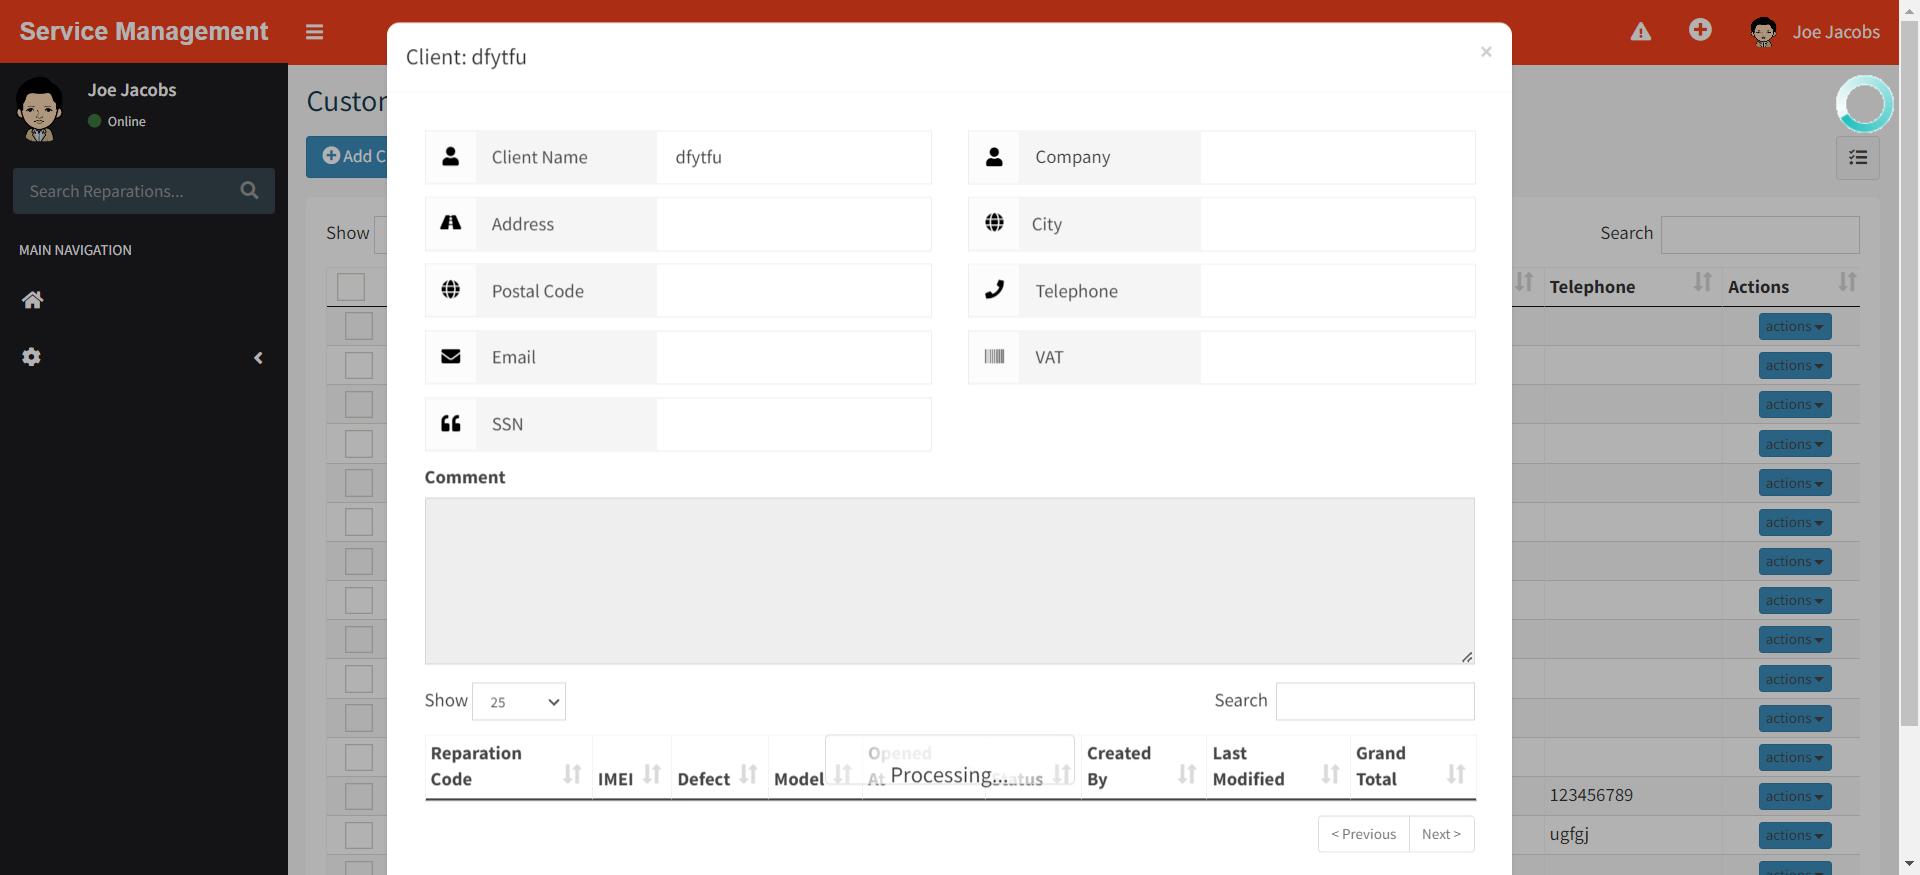 Service Management
Joe Jacobs
Client: dfytfu
×
Joe Jacobs
Online
Search Reparations...
MAIN NAVIGATION
Custor
Add C
Show
Search
Telephone
Actions
actions
actions
actions
actions
actions
actions
actions
actions
actions
actions
actions
actions
123456789
actions
ugfgj
actions
Client Name
dfytfu
Company
Address
City
Postal Code
Telephone
Email
VAT
SSN
Comment
Show
25
Search
Reparation Code
IMEI
Defect
Model
Opened At
Status
Processing...
Created By
Last Modified
Grand Total
< Previous
Next >